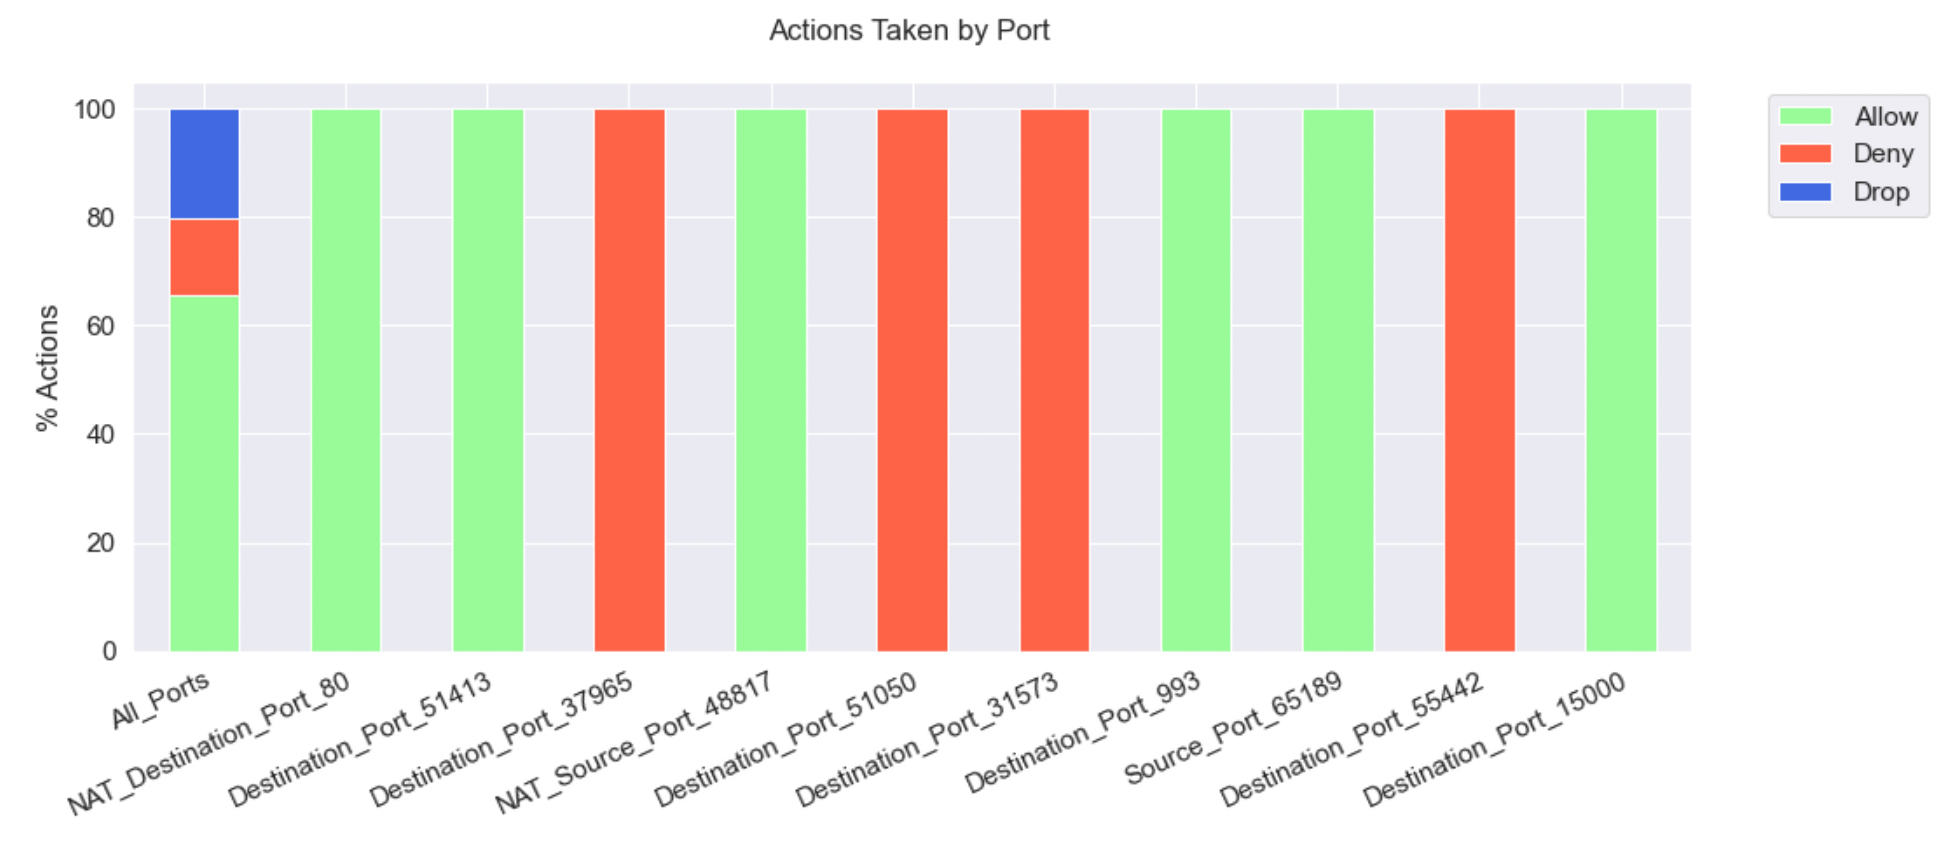 Actions Taken by Port
% Actions
100
80
60
40
20
0
All_Ports
NAT_Destination_Port_80
Destination_Port_51413
Destination_Port_37965
NAT_Source_Port_48817
Destination_Port_51050
Destination_Port_31573
Destination_Port_993
Source_Port_65189
Destination_Port_55442
Destination_Port_15000
Allow
Deny
Drop